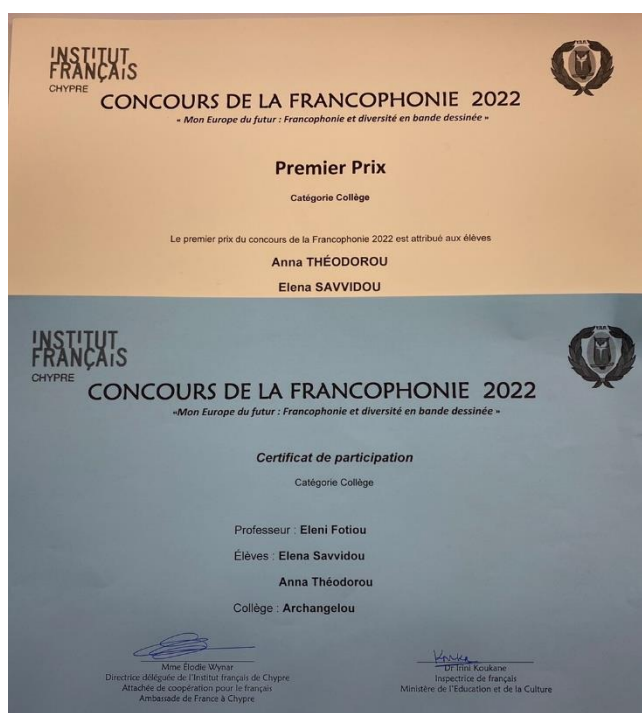 INSTITUT
FRANÇAIS
CHYPRE
CONCOURS DE LA FRANCOPHONIE 2022
« Mon Europe du futur : Francophonie et diversité en bande dessinée »
Premier Prix
Catégorie Collège
Le premier prix du concours de la Francophonie 2022 est attribué aux élèves
Anna THÉODOROU
Elena SAVVIDOU
INSTITUT
FRANÇAIS
CHYPRE
CONCOURS DE LA FRANCOPHONIE 2022
«Mon Europe du futur : Francophonie et diversité en bande dessinée »
Certificat de participation
Catégorie Collège
Professeur : Eleni Fotiou
Élèves : Elena Savvidou
Anna Théodorou
Collège : Archangelou
Mme Élodie Wynar
Directrice déléguée de l'Institut français de Chypre
Attachée de coopération pour le français
Ambassade de France à Chypre
Dr Irini Koukane
Inspectrice de français
Ministère de l'Education et de la Culture